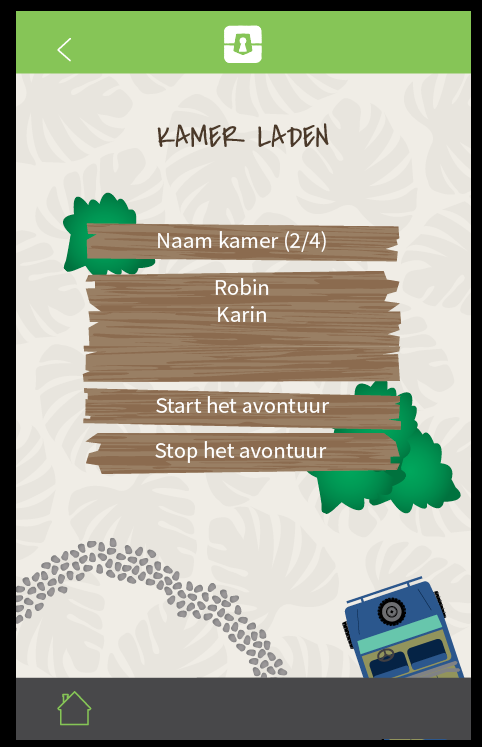 KAMER LADEN
Naam kamer (2/4)
Robin
Karin
Start het avontuur
Stop het avontuur